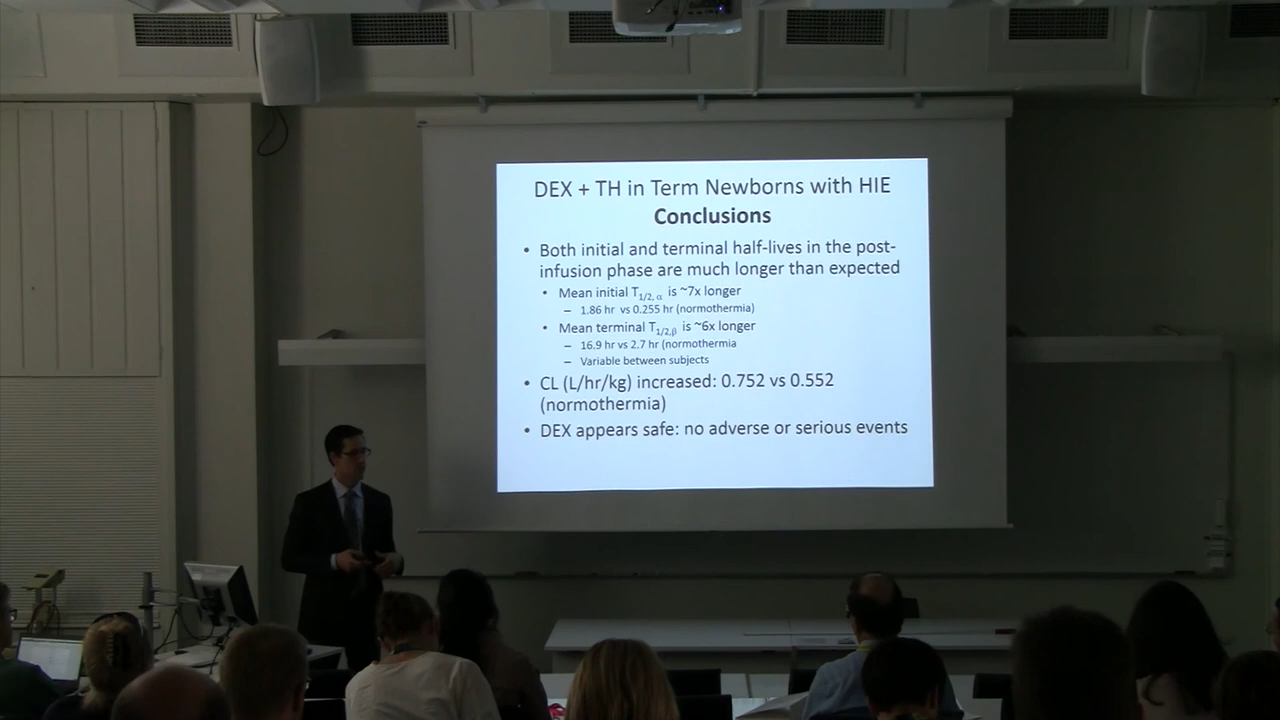 DEX + TH in Term Newborns with HIE
Conclusions
• Both initial and terminal half-lives in the post-
infusion phase are much longer than expected
• Mean initial T1/2, α is ~7x longer
– 1.86 hr vs 0.255 hr (normothermia)
• Mean terminal T1/2,β is ~6x longer
– 16.9 hr vs 2.7 hr (normothermia
– Variable between subjects
• CL (L/hr/kg) increased: 0.752 vs 0.552
(normothermia)
• DEX appears safe: no adverse or serious events